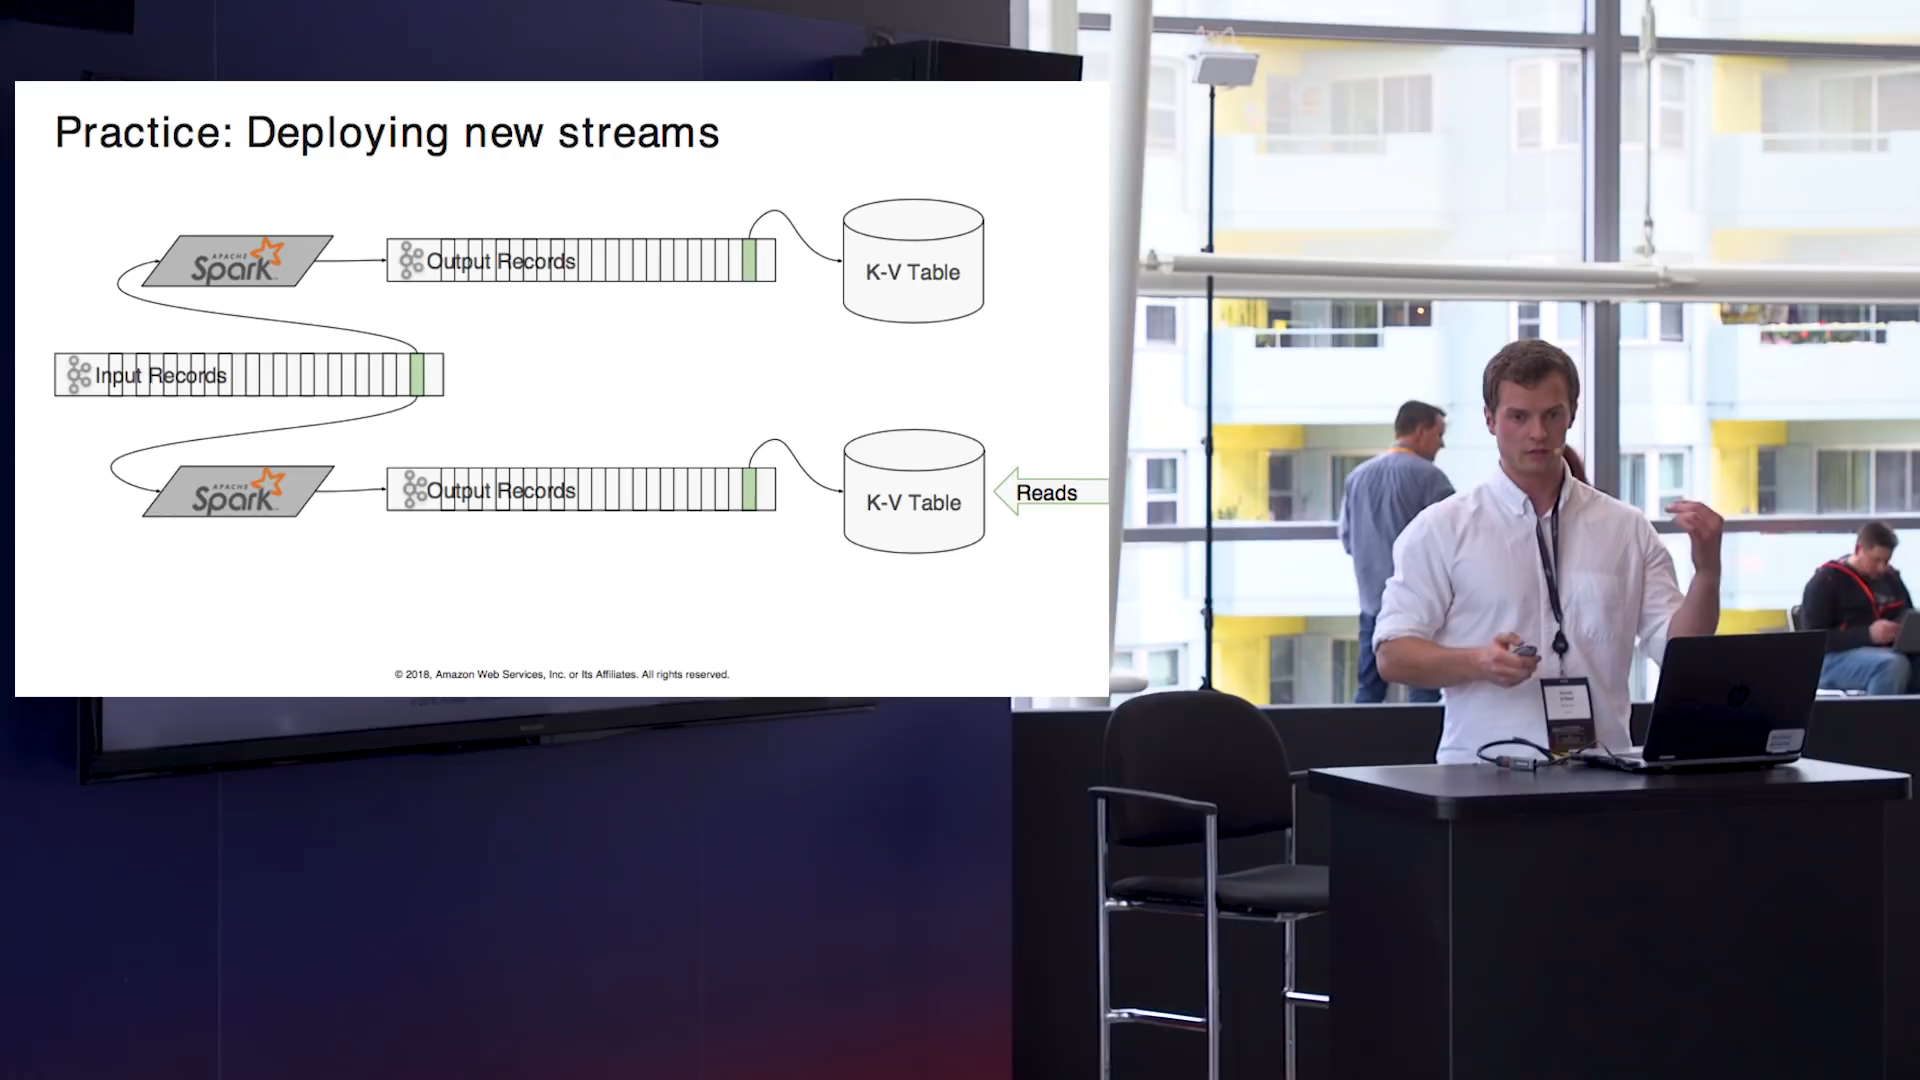 Practice: Deploying new streams
APACHE
Spark
Output Records
K-V Table
Input Records
APACHE
Spark
Output Records
K-V Table
Reads
© 2018, Amazon Web Services, Inc. or Its Affiliates. All rights reserved.